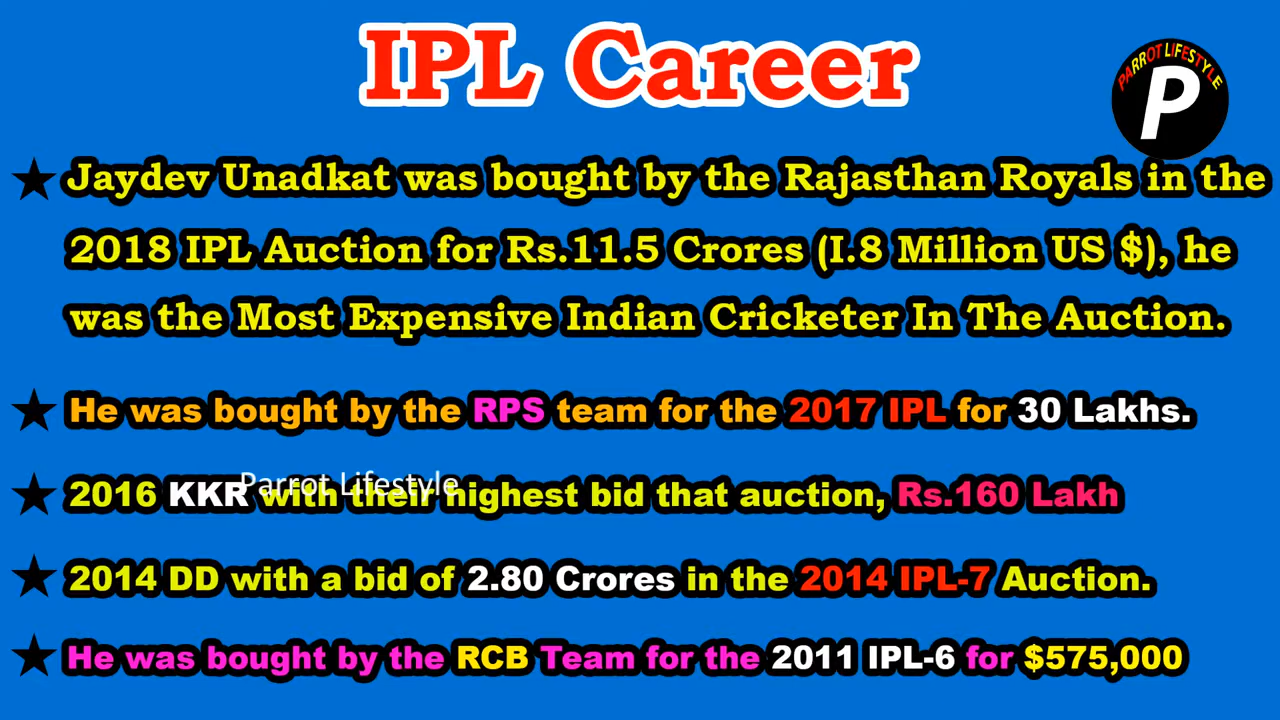 IPL Career
PARROT LIFESTYLE
P
★ Jaydev Unadkat was bought by the Rajasthan Royals in the
2018 IPL Auction for Rs.11.5 Crores (I.8 Million US $), he
was the Most Expensive Indian Cricketer In The Auction.
★ He was bought by the RPS team for the 2017 IPL for 30 Lakhs.
Parrot Lifestyle
★ 2016 KKR with their highest bid that auction, Rs.160 Lakh
★ 2014 DD with a bid of 2.80 Crores in the 2014 IPL-7 Auction.
★ He was bought by the RCB Team for the 2011 IPL-6 for $575,000